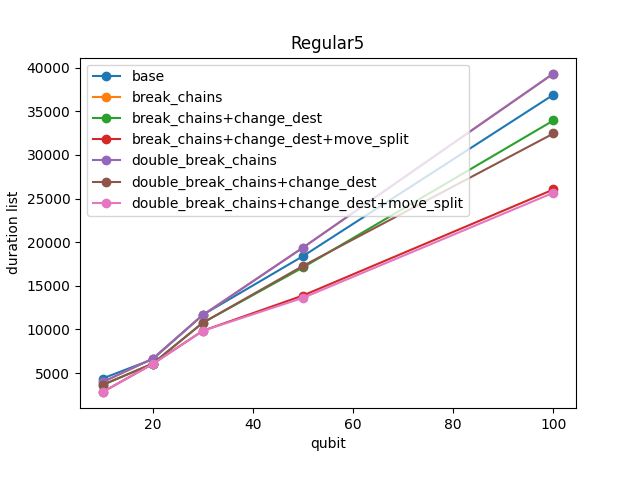 Regular5
40000
35000
30000
25000
20000
15000
10000
5000
duration list
base
break_chains
break_chains+change_dest
break_chains+change_dest+move_split
double_break_chains
double_break_chains+change_dest
double_break_chains+change_dest+move_split
20
40
60
80
100
qubit